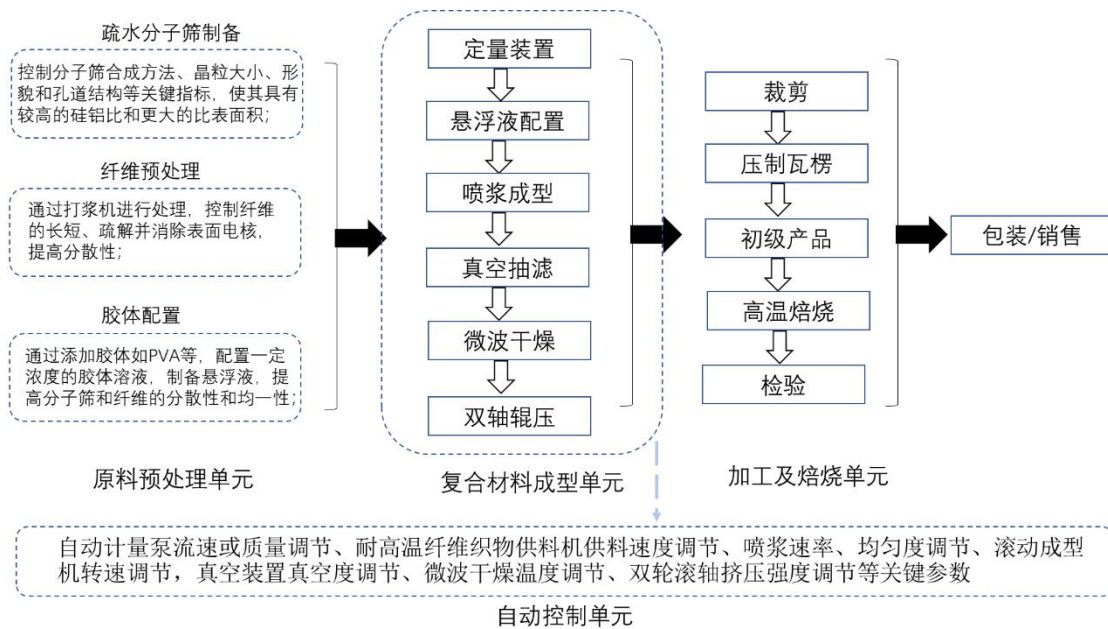 疏水分子筛制备
控制分子筛合成方法、晶粒大小、形
貌和孔道结构等关键指标，使其具有
较高的硅铝比和更大的比表面积；
纤维预处理
通过打浆机进行处理，控制纤维
的长短、疏解并消除表面电核，
提高分散性；
胶体配置
通过添加胶体如PVA等，配置一定
浓度的胶体溶液，制备悬浮液，提
高分子筛和纤维的分散性和均一性；
原料预处理单元
定量装置
悬浮液配置
喷浆成型
真空抽滤
微波干燥
双轴辊压
复合材料成型单元
裁剪
压制瓦楞
初级产品
高温焙烧
检验
加工及焙烧单元
包装/销售
自动计量泵流速或质量调节、耐高温纤维织物供料机供料速度调节、喷浆速率、均匀度调节、滚动成型
机转速调节，真空装置真空度调节、微波干燥温度调节、双轮滚轴挤压强度调节等关键参数
自动控制单元